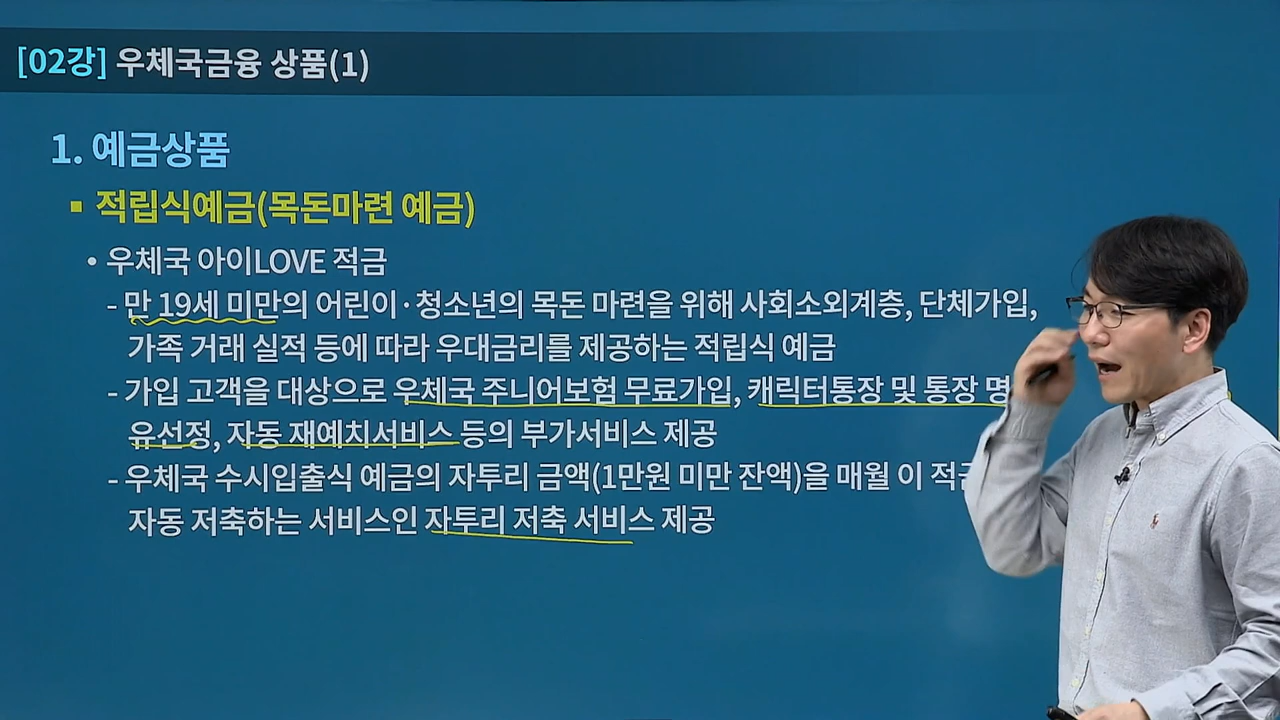 [02강] 우체국금융 상품(1)
1. 예금상품
▪ 적립식예금(목돈마련 예금)
• 우체국 아이LOVE 적금
- 만 19세 미만의 어린이·청소년의 목돈 마련을 위해 사회소외계층, 단체가입,
가족 거래 실적 등에 따라 우대금리를 제공하는 적립식 예금
- 가입 고객을 대상으로 우체국 주니어보험 무료가입, 캐릭터통장 및 통장 명
유선정, 자동 재예치서비스 등의 부가서비스 제공
- 우체국 수시입출식 예금의 자투리 금액(1만원 미만 잔액)을 매월 이 적금
자동 저축하는 서비스인 자투리 저축 서비스 제공